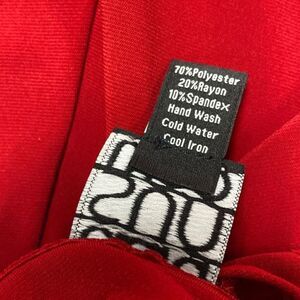 70%Polyester
20%Rayon
10%Spandex
Hand Wash
Cold Water
Cool Iron